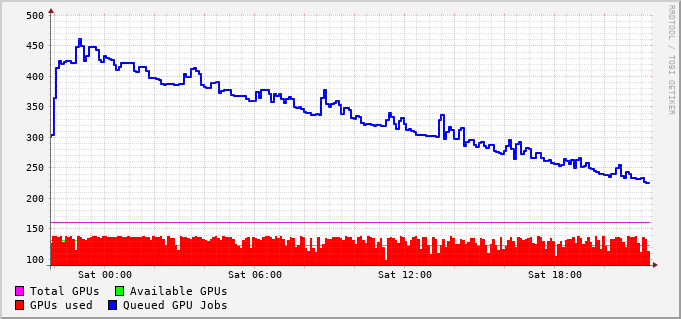 500
450
400
350
300
250
200
150
100
Sat 00:00 Sat 06:00 Sat 12:00 Sat 18:00
Total GPUs Available GPUs
GPUs used Queued GPU Jobs
RRDTOOL / TOBI OETIKER